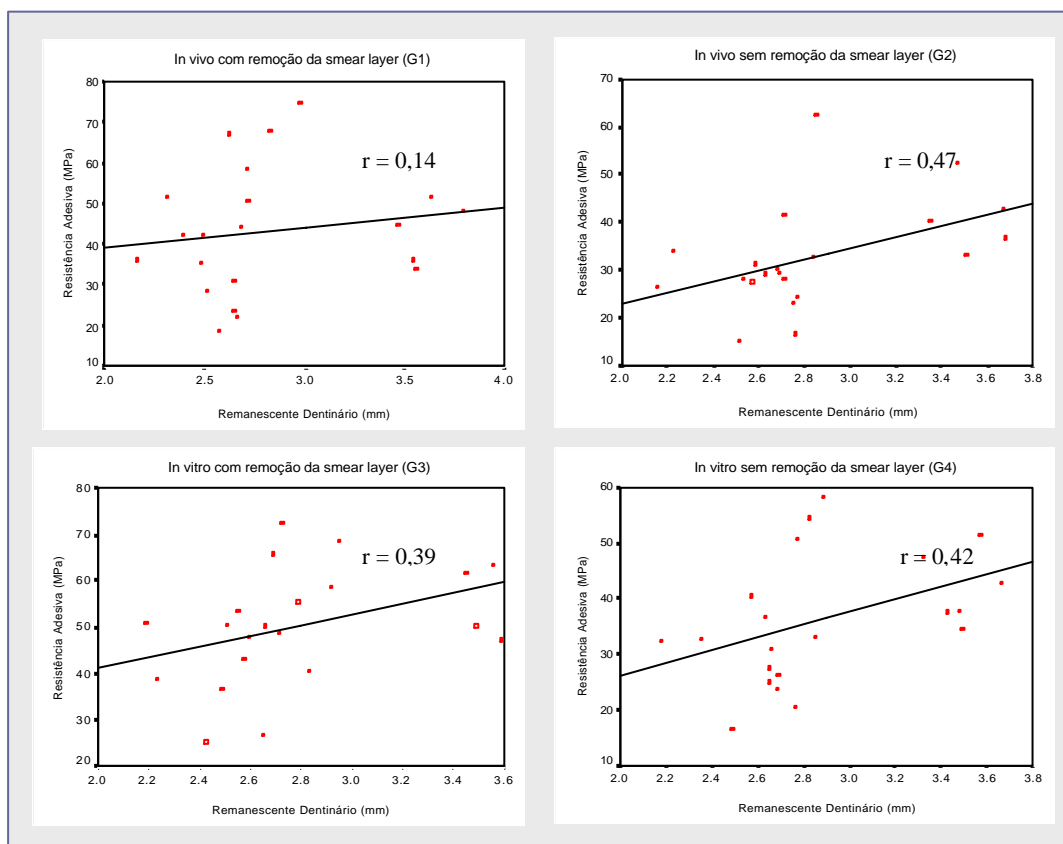 In vivo com remoção da smear layer (G1)
80
70
60
50
40
30
20
10
r = 0,14
Resistência Adesiva (MPa)
2.0 2.5 3.0 3.5 4.0
Remanescente Dentinário (mm)
In vivo sem remoção da smear layer (G2)
70
60
50
40
30
20
10
r = 0,47
Resistência Adesiva (MPa)
2.0 2.2 2.4 2.6 2.8 3.0 3.2 3.4 3.6 3.8
Remanescente Dentinário (mm)
In vitro com remoção da smear layer (G3)
80
70
60
50
40
30
20
r = 0,39
Resistência Adesiva (MPa)
2.0 2.2 2.4 2.6 2.8 3.0 3.2 3.4 3.6
Remanescente Dentinário (mm)
In vitro sem remoção da smear layer (G4)
60
50
40
30
20
10
r = 0,42
Resistência Adesiva (MPa)
2.0 2.2 2.4 2.6 2.8 3.0 3.2 3.4 3.6 3.8
Remanescente Dentinário (mm)